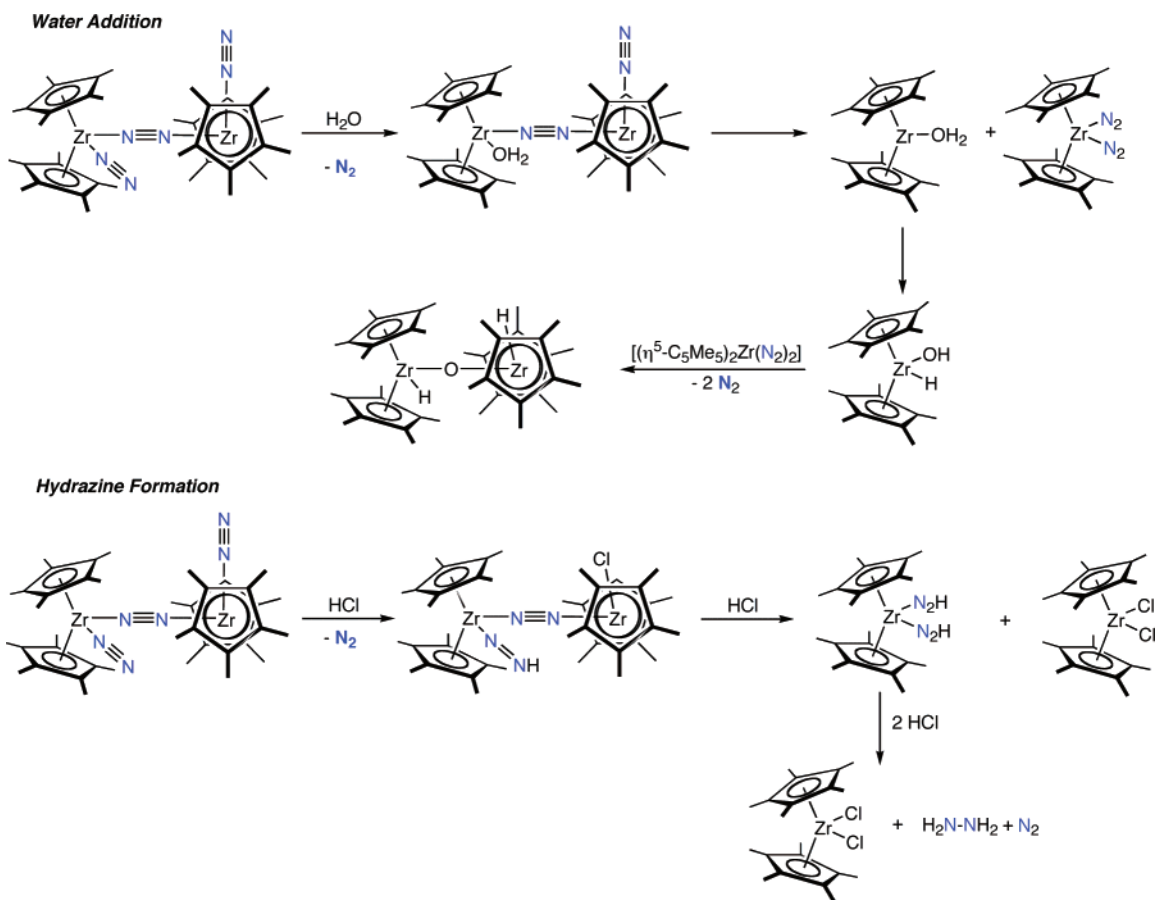 Water Addition
N
N
Zr N N Zr
N
N
H2O
- N2
N
N
Zr N N Zr
OH2
Zr OH2 + Zr N2
N2
H
Zr O Zr
H
[(η5-C5Me5)2Zr(N2)2]
- 2 N2
OH
Zr
H
Hydrazine Formation
N
N
Zr N N Zr
N
N
HCl
- N2
Cl
Zr N N Zr
N
NH
HCl
N2H
Zr
N2H
+
Cl
Zr
Cl
2 HCl
Cl
Zr
Cl
+ H2N-NH2 + N2